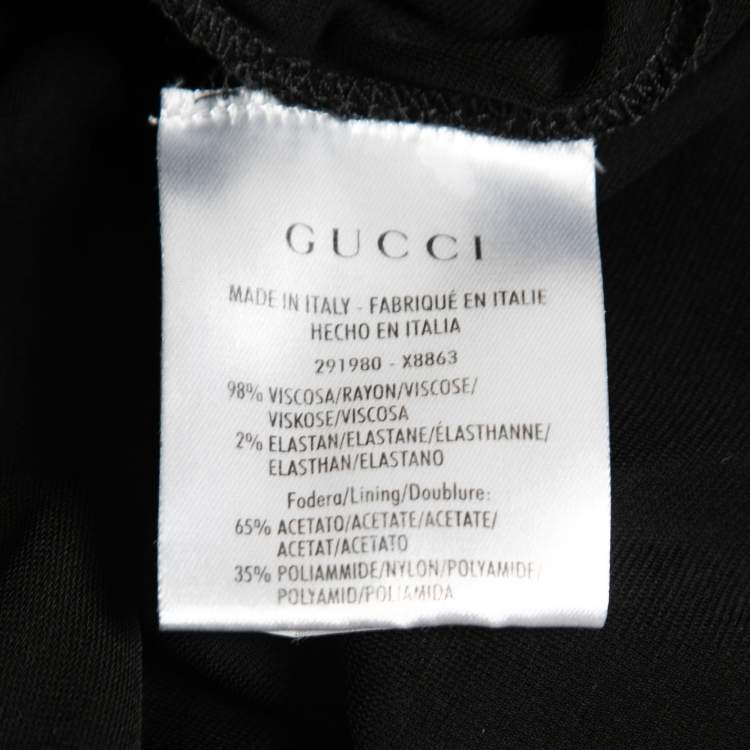 GUCCI
MADE IN ITALY - FABRIQUÉ EN ITALIE
HECHO EN ITALIA
291980 - X8863
98% VISCOSA/RAYON/VISCOSE/
VISKOSE/VISCOSA
2% ELASTAN/ELASTANE/ÉLASTHANNE/
ELASTHAN/ELASTANO
Fodera/Lining/Doublure:
65% ACETATO/ACETATE/ACETATE/
ACETAT/ACETATO
35% POLIAMMIDE/NYLON/POLYAMIDE/
POLYAMID/POLIAMIDA